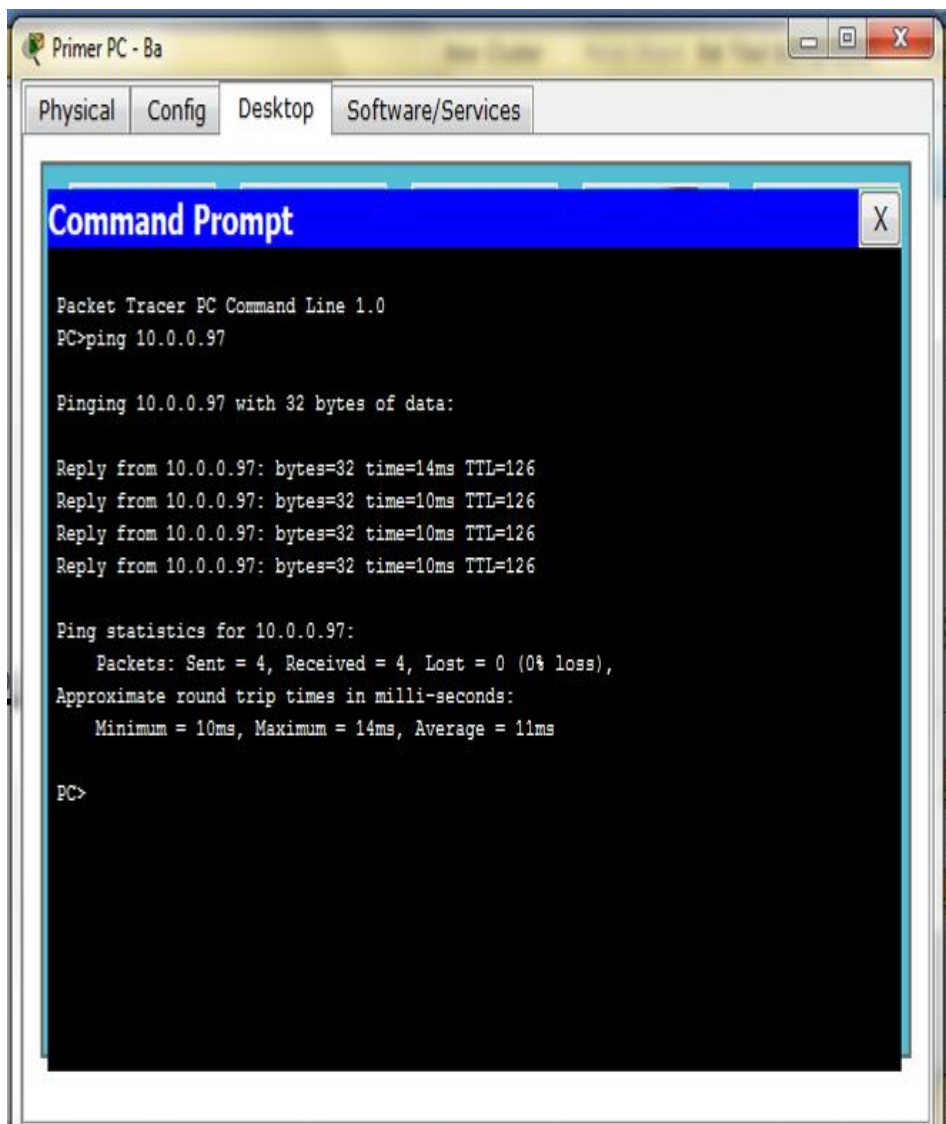 Primer PC - Ba
Physical Config Desktop Software/Services
Command Prompt X
Packet Tracer PC Command Line 1.0
PC>ping 10.0.0.97
Pinging 10.0.0.97 with 32 bytes of data:
Reply from 10.0.0.97: bytes=32 time=14ms TTL=126
Reply from 10.0.0.97: bytes=32 time=10ms TTL=126
Reply from 10.0.0.97: bytes=32 time=10ms TTL=126
Reply from 10.0.0.97: bytes=32 time=10ms TTL=126
Ping statistics for 10.0.0.97:
Packets: Sent = 4, Received = 4, Lost = 0 (0% loss),
Approximate round trip times in milli-seconds:
Minimum = 10ms, Maximum = 14ms, Average = 11ms
PC>